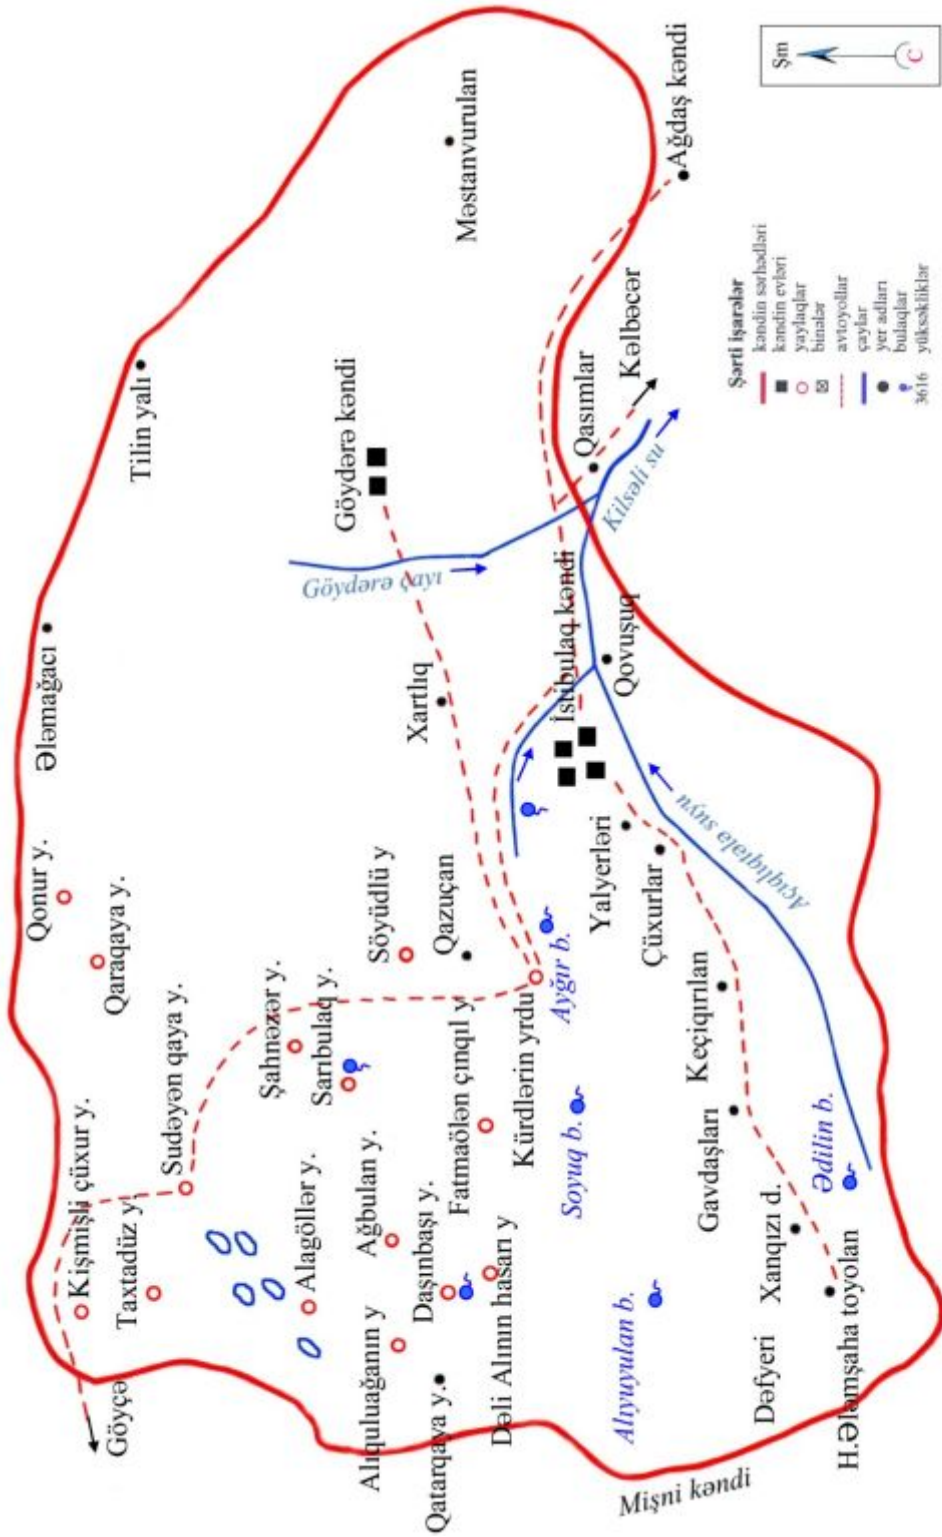 Məstanvurulan
Tilin yalı
Ağdaş kəndi
Göydərə kəndi
Qasımlar
Kəlbəcər
Kilsəli su
Göydərə çayı
Ələmağacı
Xartlıq
İstibulaq kəndi
Qovuşuq
Qonur y.
Qaraqaya y.
Söyüdlü y
Qazuçan
Yalyerləri
Çüxurlar
Açıqlıqtələ suyu
Sudəyən qaya y.
Şahnəzər y.
Sarıbulaq y.
Fatmaölən çınqıl y
Kürdlərin yrdu
Ayğır b.
Soyuq b.
Keçiqırılan
Gavdaşları
Ədilin b.
Kişmişli çüxur y.
Taxtadüz y.
Alagöllər y.
Ağbulan y.
Daşınbaşı y.
Göyçə
Alıquluağanın y
Qatarqaya y.
Dəli Alının hasarı y
Alıyuyulan b.
Xanqızı d.
Dəfyeri
H.Ələmşaha toyolan
Mişni kəndi
Şm
C
Şərti işarələr
kəndin sərhədləri
kəndin evləri
yaylaqlar
binələr
avtoyollar
çaylar
yer adları
bulaqlar
3616 yüksəkliklər